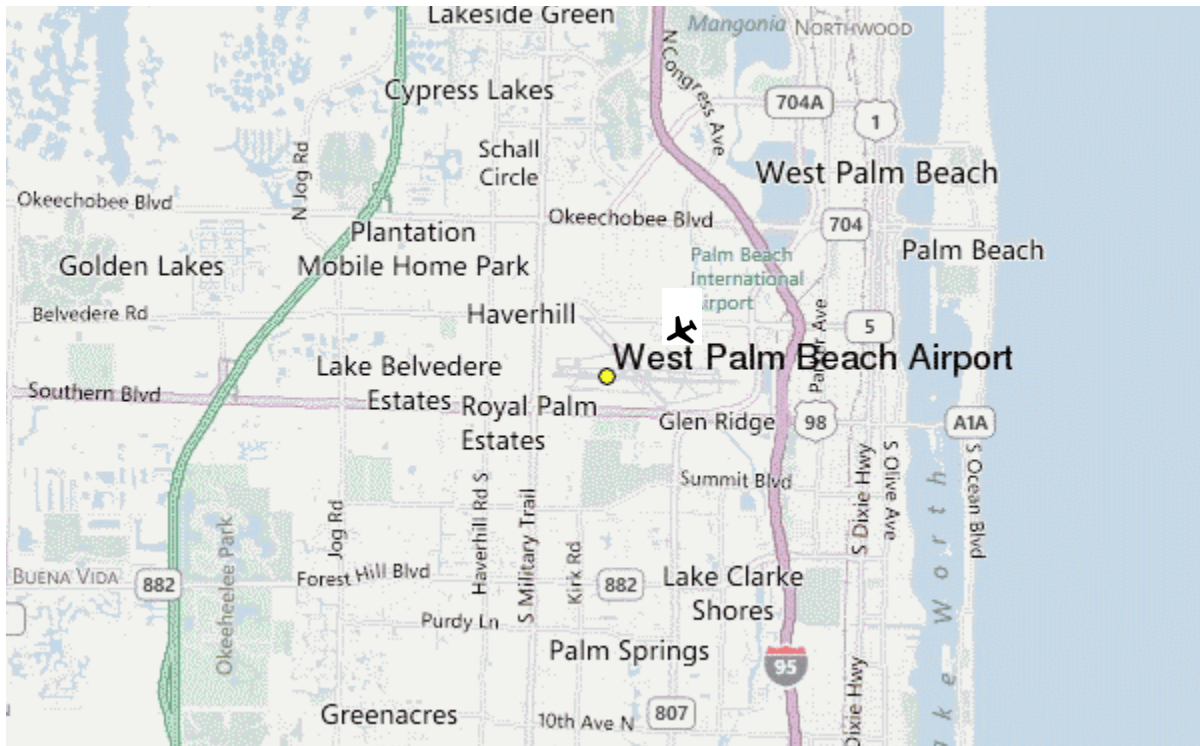 Lakeside Green
Mangonia
NORTHWOOD
N Congress Ave
Cypress Lakes
704A
1
Schall
Circle
N Jog Rd
West Palm Beach
Okeechobee Blvd
Okeechobee Blvd
704
Plantation
Mobile Home Park
Golden Lakes
Palm Beach
International
Airport
Palm Beach
Belvedere Rd
Haverhill
5
Parker Ave
West Palm Beach Airport
Lake Belvedere
Estates
Southern Blvd
Royal Palm
Estates
Glen Ridge
98
A1A
Summit Blvd
S Dixie Hwy
S Olive Ave
S Ocean Blvd
Haverhill Rd S
S Military Trail
Jog Rd
Kirk Rd
Okeeheelee Park
BUENA VIDA
882
Forest Hill Blvd
882
Lake Clarke
Shores
Purdy Ln
Palm Springs
95
Lake Worth
Greenacres
10th Ave N
807
Dixie Hwy